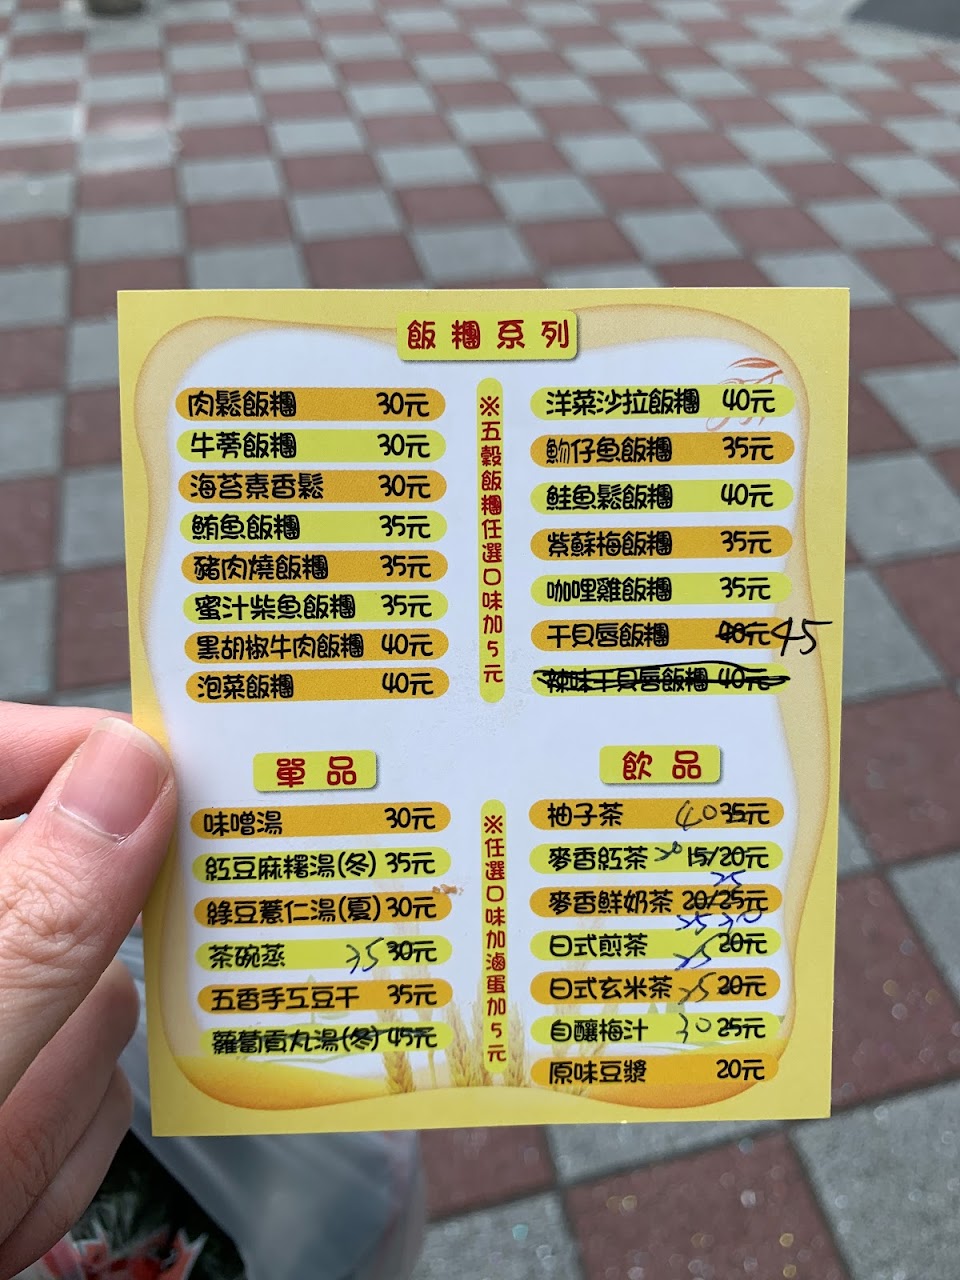 飯糰系列
肉鬆飯糰 30元
牛蒡飯糰 30元
海苔素香鬆 30元
鮪魚飯糰 35元
豬肉燒飯糰 35元
蜜汁柴魚飯糰 35元
黑胡椒牛肉飯糰 40元
泡菜飯糰 40元
※五穀飯糰任選口味加5元
洋菜沙拉飯糰 40元
魩仔魚飯糰 35元
鮭魚鬆飯糰 40元
紫蘇梅飯糰 35元
咖哩雞飯糰 35元
干貝唇飯糰 40元 45
辣味干貝唇飯糰 40元
單品
味噌湯 30元
紅豆麻糬湯(冬) 35元
綠豆薏仁湯(夏) 30元
茶碗蒸 35 30元
五香手工豆干 35元
蘿蔔貢丸湯(冬) 45元
※任選口味加滷蛋加5元
飲品
柚子茶 40 35元
麥香紅茶 20 15/20元
25
麥香鮮奶茶 20/25元
25 30
日式煎茶 25 20元
日式玄米茶 25 20元
自釀梅汁 30 25元
原味豆漿 20元